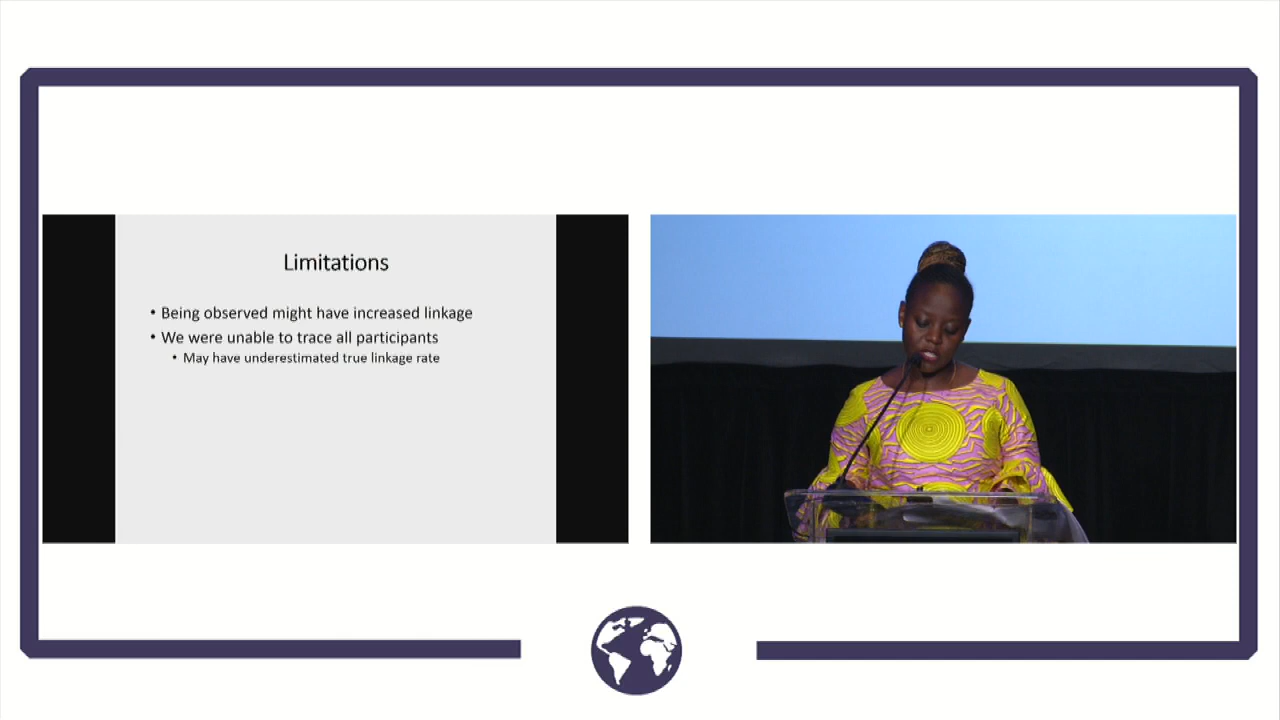 Limitations
• Being observed might have increased linkage
• We were unable to trace all participants
• May have underestimated true linkage rate